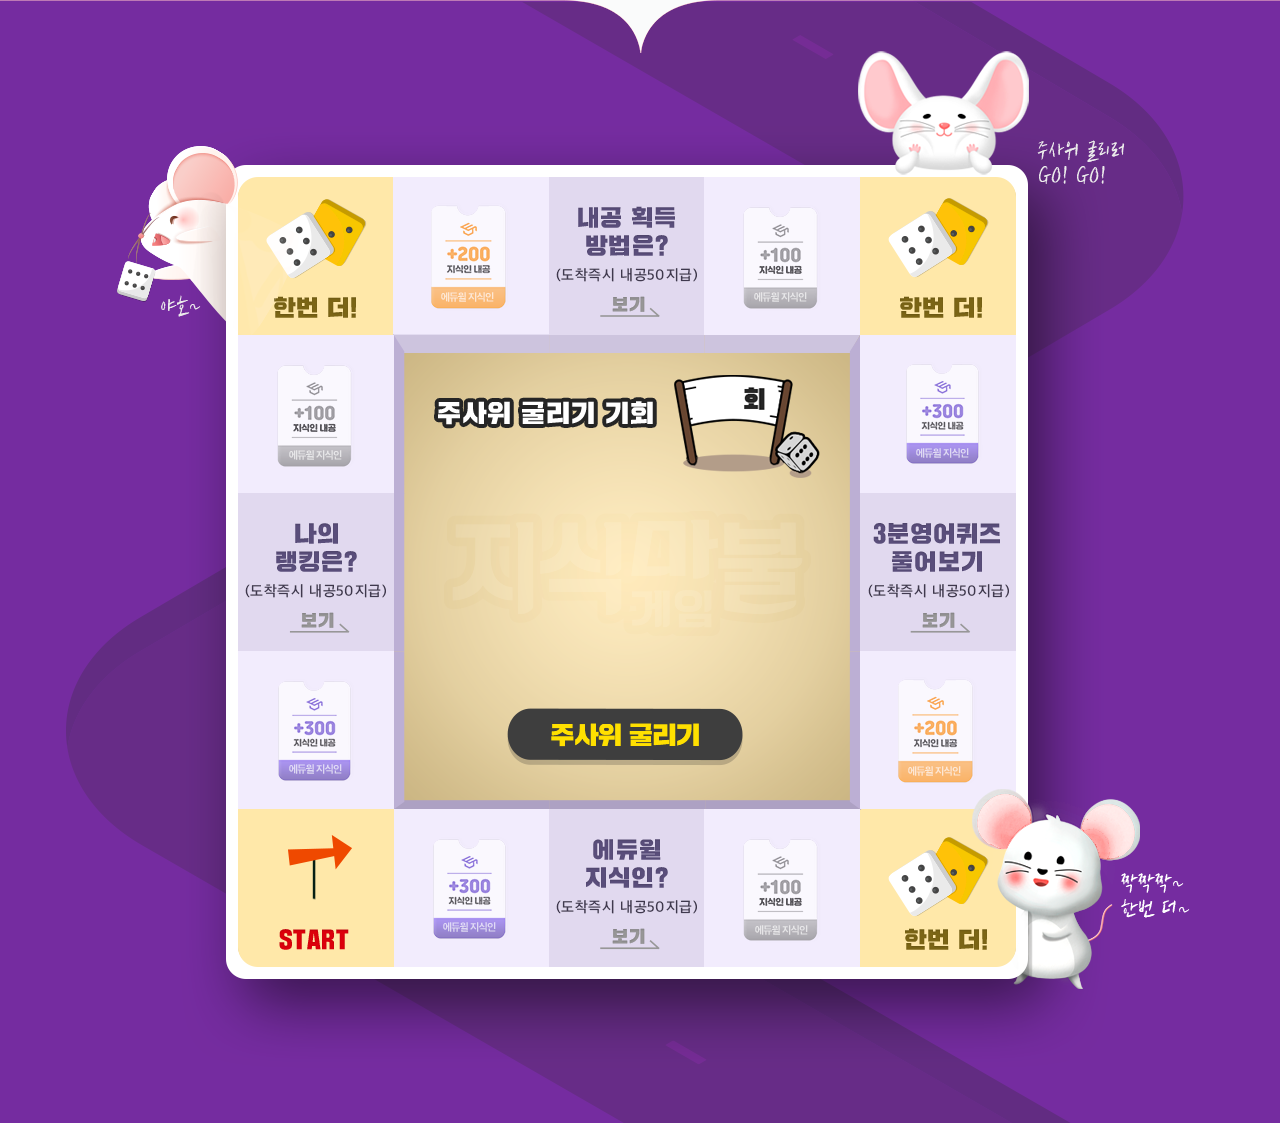 주사위 굴리러
GO! GO!
야호~
한번 더!
+200
지식인 내공
에듀윌 지식인
내공 획득
방법은?
(도착즉시 내공50지급)
보기
+100
지식인 내공
에듀윌 지식인
한번 더!
+100
지식인 내공
에듀윌 지식인
주사위 굴리기 기회
회
+300
지식인 내공
에듀윌 지식인
나의
랭킹은?
(도착즉시 내공50지급)
보기
지식마블
게임
3분영어퀴즈
풀어보기
(도착즉시 내공50지급)
보기
+300
지식인 내공
에듀윌 지식인
주사위 굴리기
+200
지식인 내공
에듀윌 지식인
START
+300
지식인 내공
에듀윌 지식인
에듀윌
지식인?
(도착즉시 내공50지급)
보기
+100
지식인 내공
에듀윌 지식인
한번 더!
짝짝짝~
한번 더~